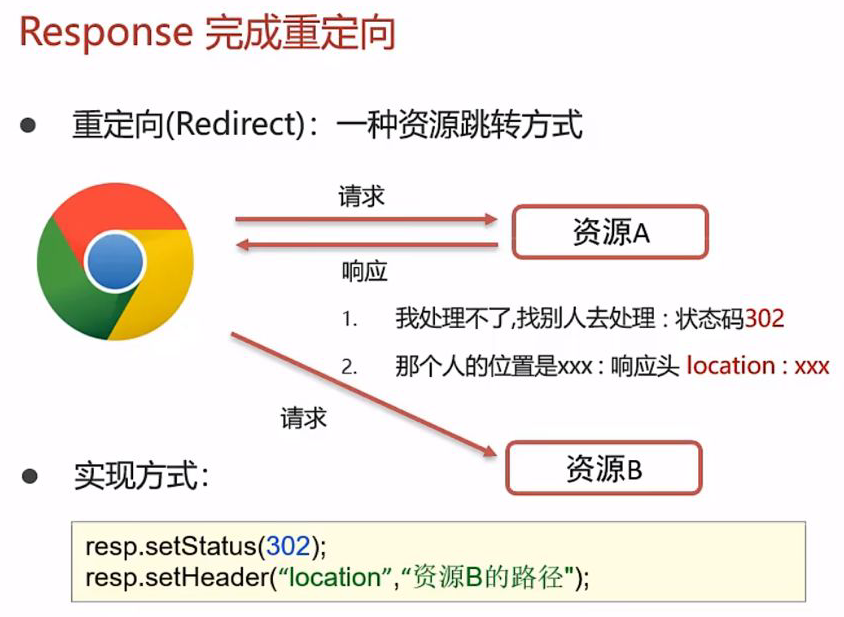 Response 完成重定向
● 重定向(Redirect)：一种资源跳转方式
请求
资源A
响应
1. 我处理不了,找别人去处理 : 状态码302
2. 那个人的位置是xxx : 响应头 location : xxx
请求
资源B
● 实现方式：
resp.setStatus(302);
resp.setHeader(“location”,“资源B的路径");